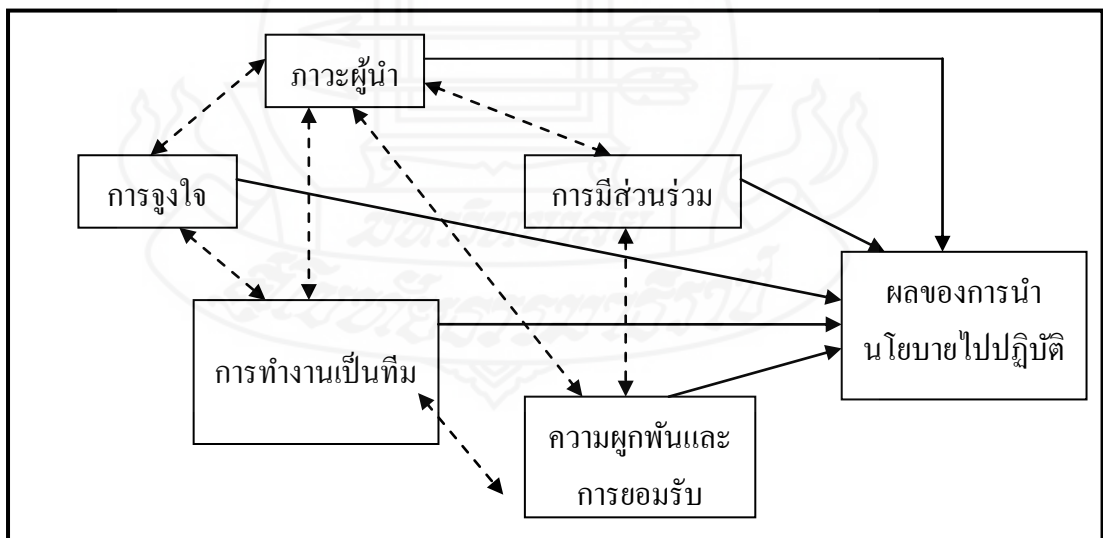 ภาวะผู้นำ
การจูงใจ
การมีส่วนร่วม
ผลของการนำ
นโยบายไปปฏิบัติ
การทำงานเป็นทีม
ความผูกพันและ
การยอมรับ